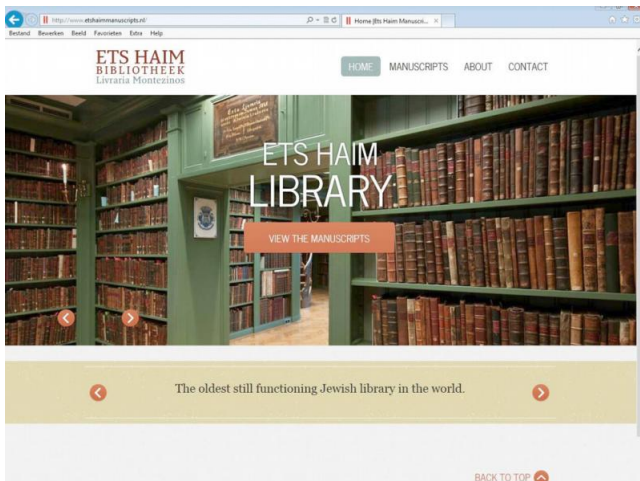 http://www.etshaimmanuscripts.nl/
Home |Ets Haim Manuscri...
Bestand Bewerken Beeld Favorieten Extra Help
ETS HAIM
BIBLIOTHEEK
Livraria Montezinos
HOME MANUSCRIPTS ABOUT CONTACT
ETS HAIM
LIBRARY
VIEW THE MANUSCRIPTS
The oldest still functioning Jewish library in the world.
BACK TO TOP